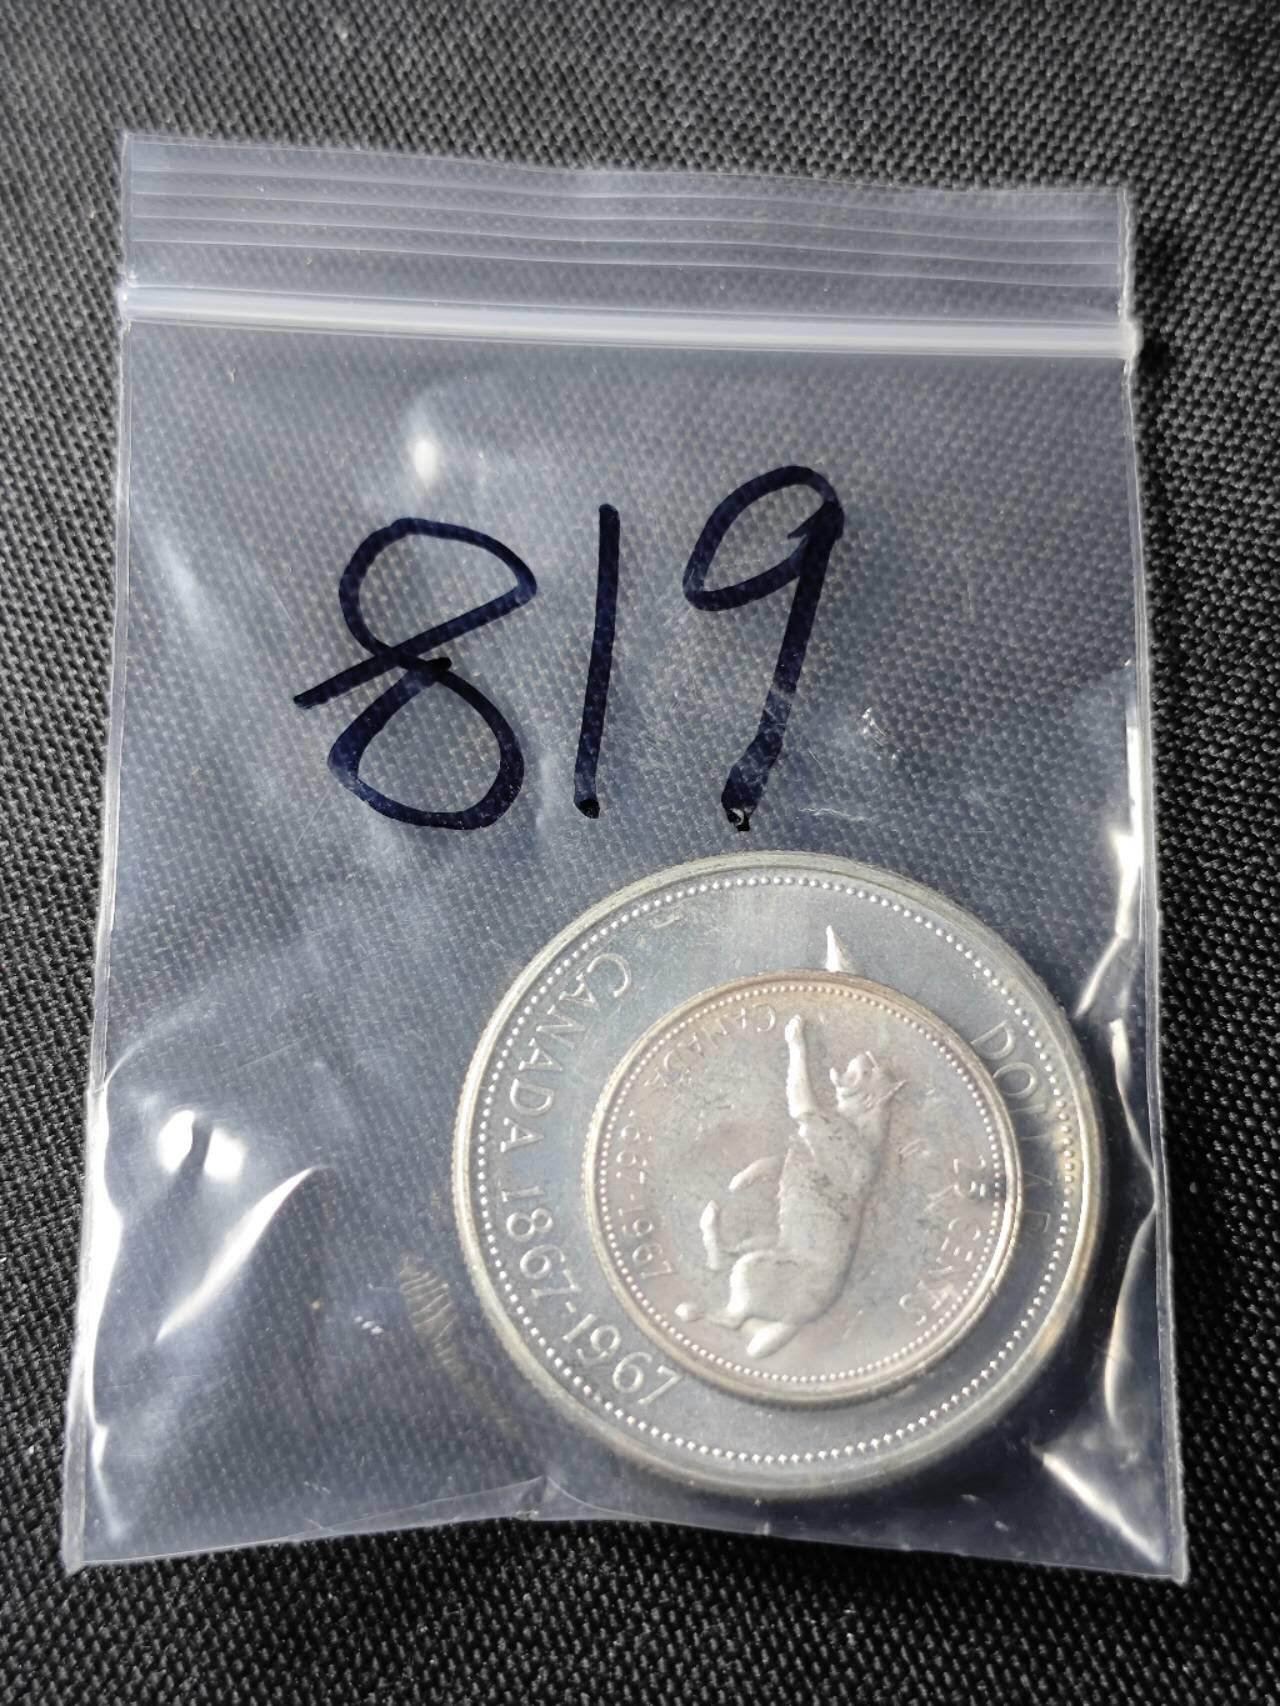 819
DOLLAR
CANADA 1867-1967
25 CENTS
CANADA
1867-1967